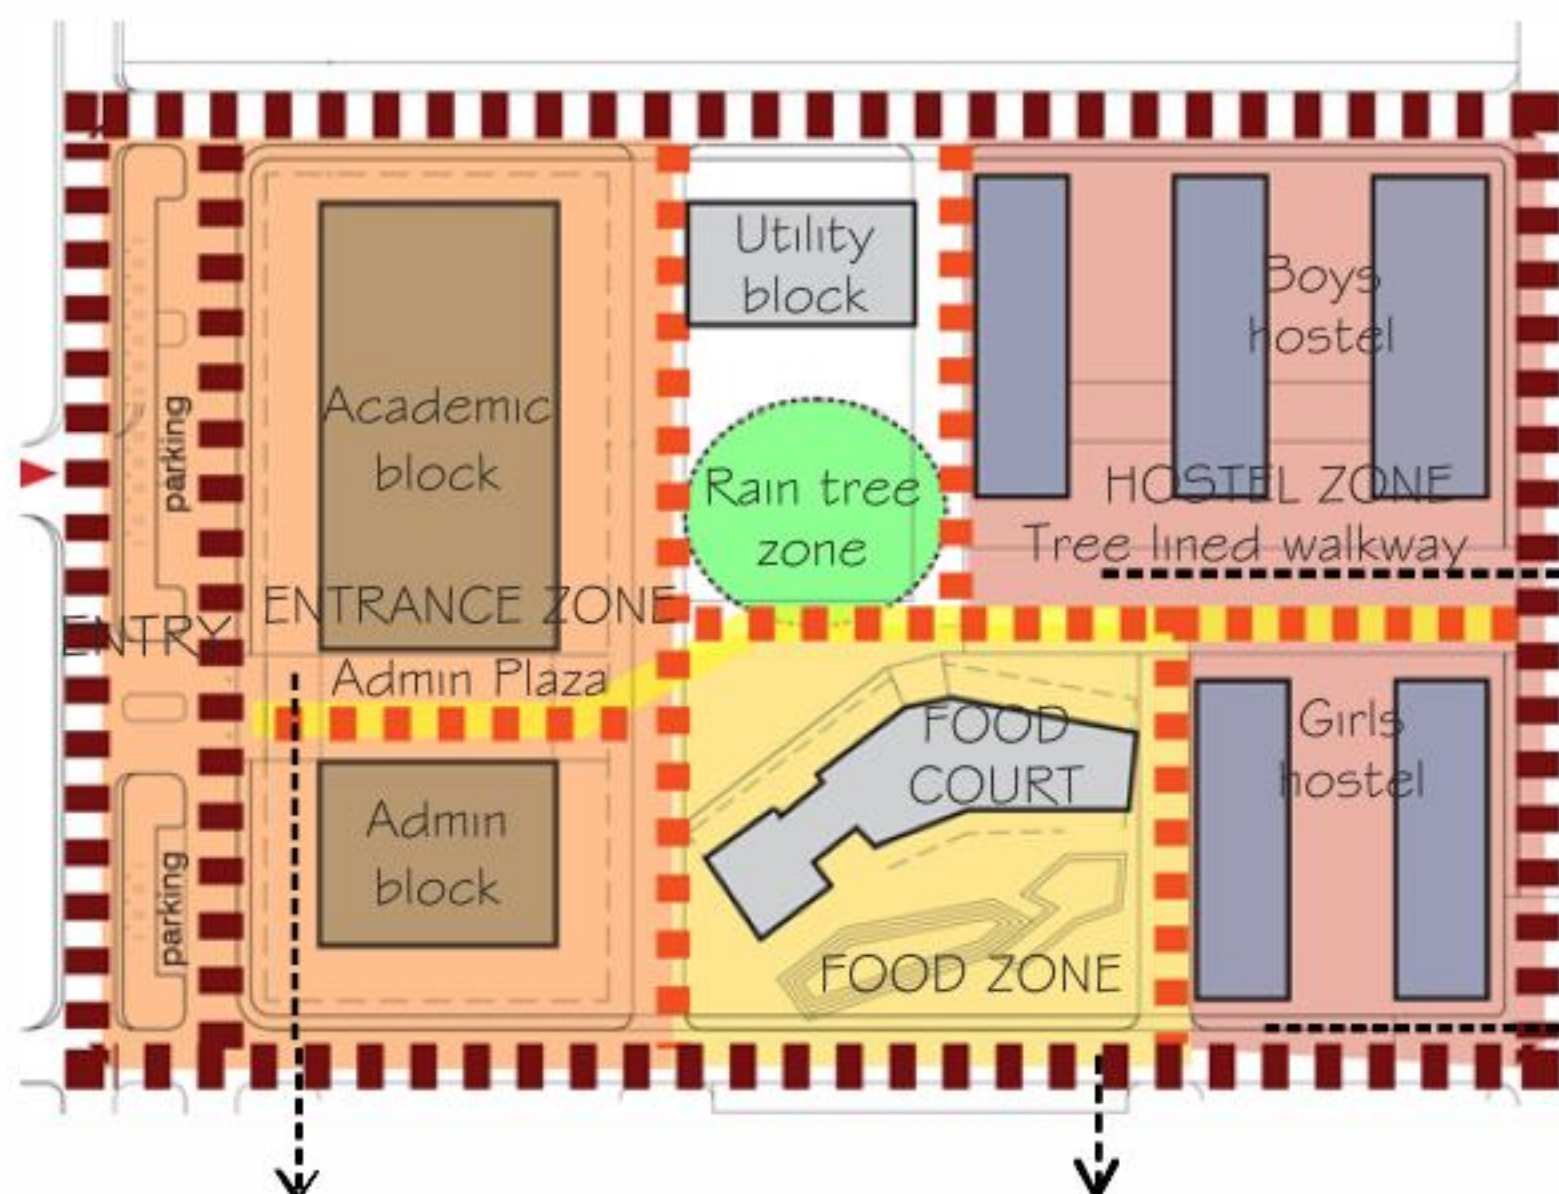 Utility
block
Boys
hostel
Academic
block
parking
Rain tree
zone
HOSTEL ZONE
Tree lined walkway
ENTRY
ENTRANCE ZONE
Admin Plaza
FOOD
COURT
Girls
hostel
Admin
block
parking
FOOD ZONE